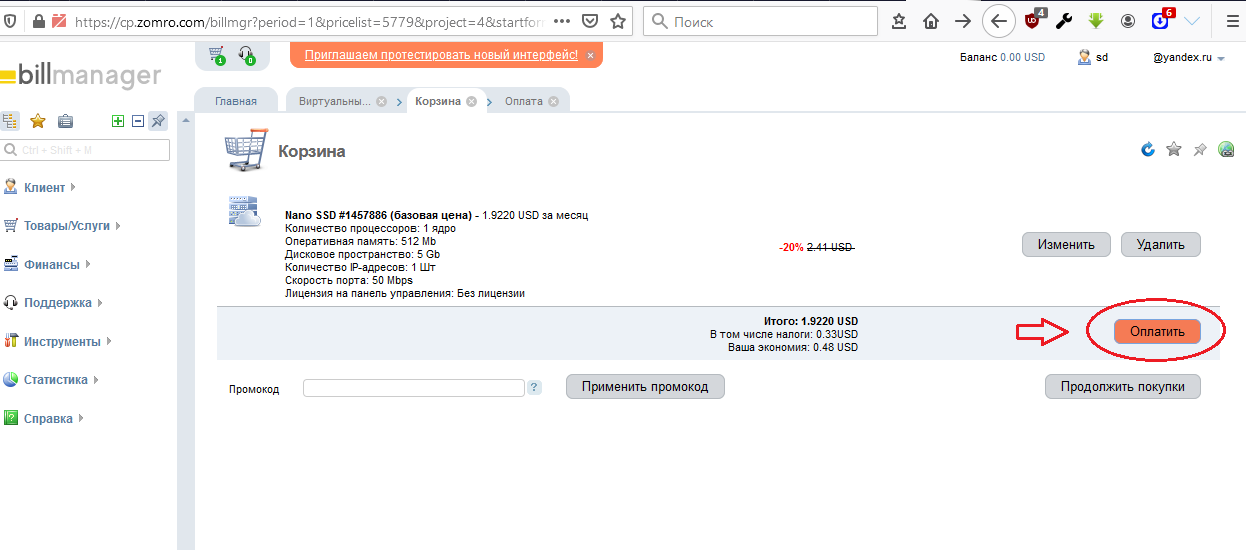 https://cp.zomro.com/billmgr?period=1&pricelist=5779&project=4&startfor
Поиск
4
6
billmanager
1
0
Приглашаем протестировать новый интерфейс!
Баланс 0.00 USD
sd
@yandex.ru
Главная
Виртуальны...
Корзина
Оплата
Ctrl + Shift + M
Корзина
Клиент
Товары/Услуги
Финансы
Поддержка
Инструменты
Статистика
Справка
Nano SSD #1457886 (базовая цена) - 1.9220 USD за месяц
Количество процессоров: 1 ядро
Оперативная память: 512 Mb
Дисковое пространство: 5 Gb
Количество IP-адресов: 1 Шт
Скорость порта: 50 Mbps
Лицензия на панель управления: Без лицензии
-20% 2.41 USD
Изменить
Удалить
Итого: 1.9220 USD
В том числе налоги: 0.33USD
Ваша экономия: 0.48 USD
Оплатить
Промокод
?
Применить промокод
Продолжить покупки